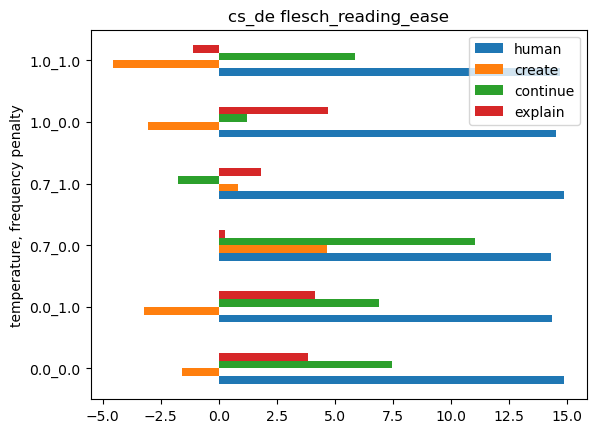 cs_de flesch_reading_ease
human
create
continue
explain
temperature, frequency penalty
1.0_1.0
1.0_0.0
0.7_1.0
0.7_0.0
0.0_1.0
0.0_0.0
−5.0 −2.5 0.0 2.5 5.0 7.5 10.0 12.5 15.0